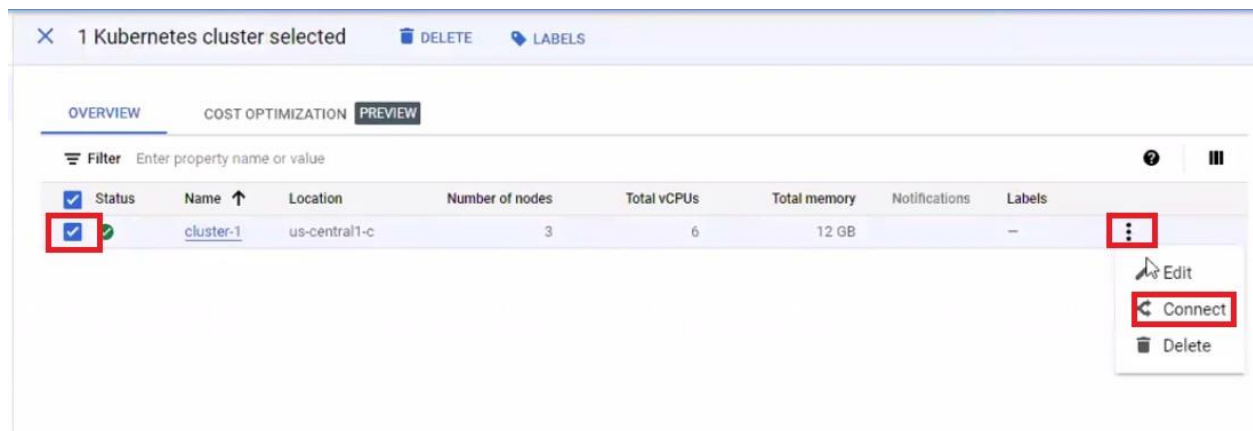 1 Kubernetes cluster selected DELETE LABELS
OVERVIEW COST OPTIMIZATION PREVIEW
Filter Enter property name or value
Status Name Location Number of nodes Total vCPUs Total memory Notifications Labels
cluster-1 us-central1-c 3 6 12 GB —
Edit
Connect
Delete